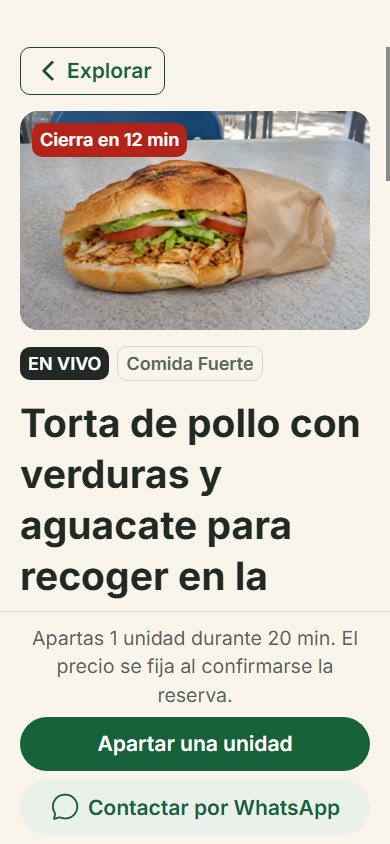 Explorar
Cierra en 12 min
EN VIVO
Comida Fuerte
Torta de pollo con
verduras y
aguacate para
recoger en la
Apartas 1 unidad durante 20 min. El
precio se fija al confirmarse la
reserva.
Apartar una unidad
Contactar por WhatsApp